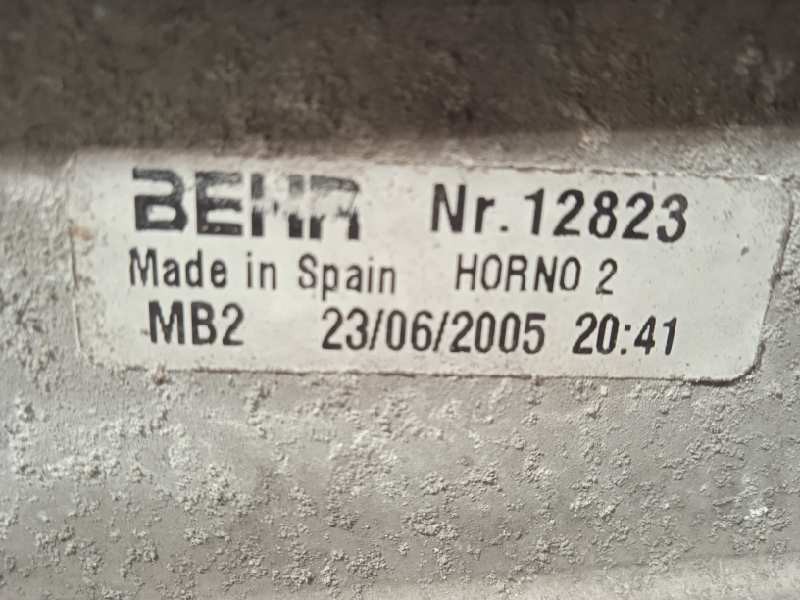 BEHR Nr. 12823
Made in Spain HORNO 2
MB2 23/06/2005 20:41